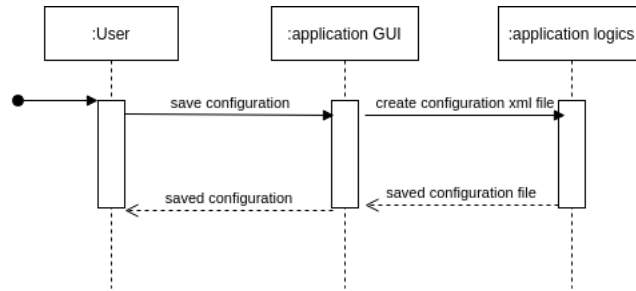 :User
:application GUI
:application logics
save configuration
create configuration xml file
saved configuration
saved configuration file